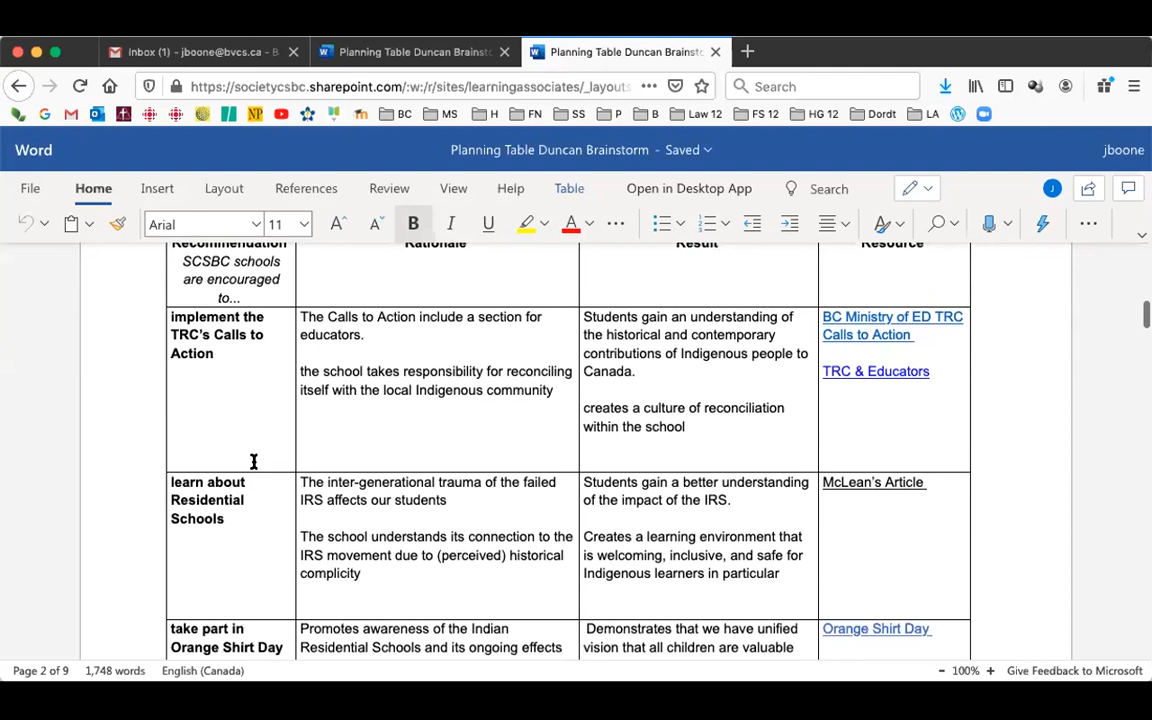 Inbox (1) - jboone@bvcs.ca - B
Planning Table Duncan Brainsto
Planning Table Duncan Brainsto
https://societycsbc.sharepoint.com/:w:/r/sites/learningassociates/_layouts
Search
BC
MS
H
FN
SS
P
B
Law 12
FS 12
HG 12
Dordt
LA
Word
Planning Table Duncan Brainstorm - Saved
jboone
File
Home
Insert
Layout
References
Review
View
Help
Table
Open in Desktop App
Search
J
Arial
11
B
I
U
Recommendation
SCSBC schools
are encouraged
to...
Rationale
Result
Resource
implement the
TRC's Calls to
Action
The Calls to Action include a section for
educators.
the school takes responsibility for reconciling
itself with the local Indigenous community
Students gain an understanding of
the historical and contemporary
contributions of Indigenous people to
Canada.
creates a culture of reconciliation
within the school
BC Ministry of ED TRC
Calls to Action
TRC & Educators
learn about
Residential
Schools
The inter-generational trauma of the failed
IRS affects our students
The school understands its connection to the
IRS movement due to (perceived) historical
complicity
Students gain a better understanding
of the impact of the IRS.
Creates a learning environment that
is welcoming, inclusive, and safe for
Indigenous learners in particular
McLean's Article
take part in
Orange Shirt Day
Promotes awareness of the Indian
Residential Schools and its ongoing effects
Demonstrates that we have unified
vision that all children are valuable
Orange Shirt Day
Page 2 of 9
1,748 words
English (Canada)
100%
Give Feedback to Microsoft